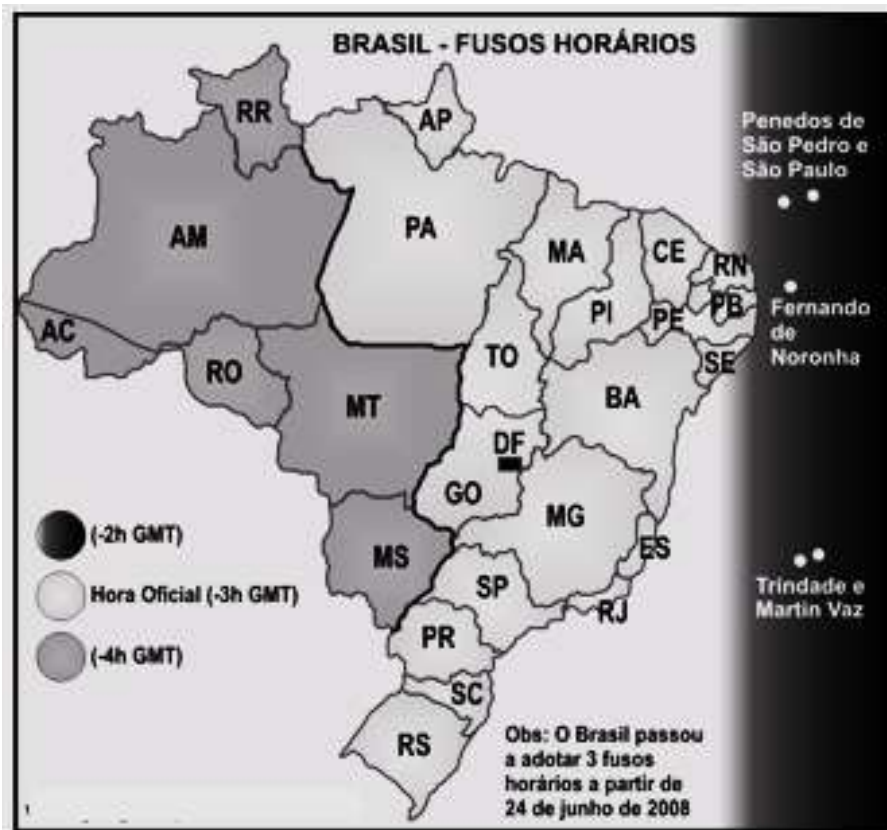 BRASIL - FUSOS HORÁRIOS
RR
AP
Penedos de
São Pedro e
São Paulo
AM
PA
MA
CE
RN
PI
PB
PE
Fernando
de
Noronha
AC
RO
TO
SE
MT
BA
DF
GO
MG
(-2h GMT)
MS
ES
Hora Oficial (-3h GMT)
SP
RJ
Trindade e
Martin Vaz
(-4h GMT)
PR
SC
RS
Obs: O Brasil passou
a adotar 3 fusos
horários a partir de
24 de junho de 2008